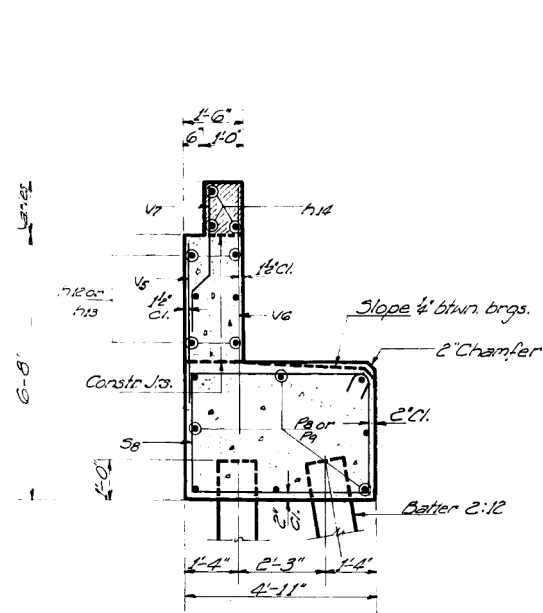 1'-6"
6" 1'-0"
Varies
V7
h14
V5
1½" Cl.
h12 or
h13
1½"
Cl.
V6
Slope ¼" btwn. brgs.
2" Chamfer
6'-8"
Constr. Jts.
P8 or
P9
2" Cl.
S8
1'-0"
2"
Cl.
Batter 2:12
1'-4" 2'-3" 1'-4"
4'-11"